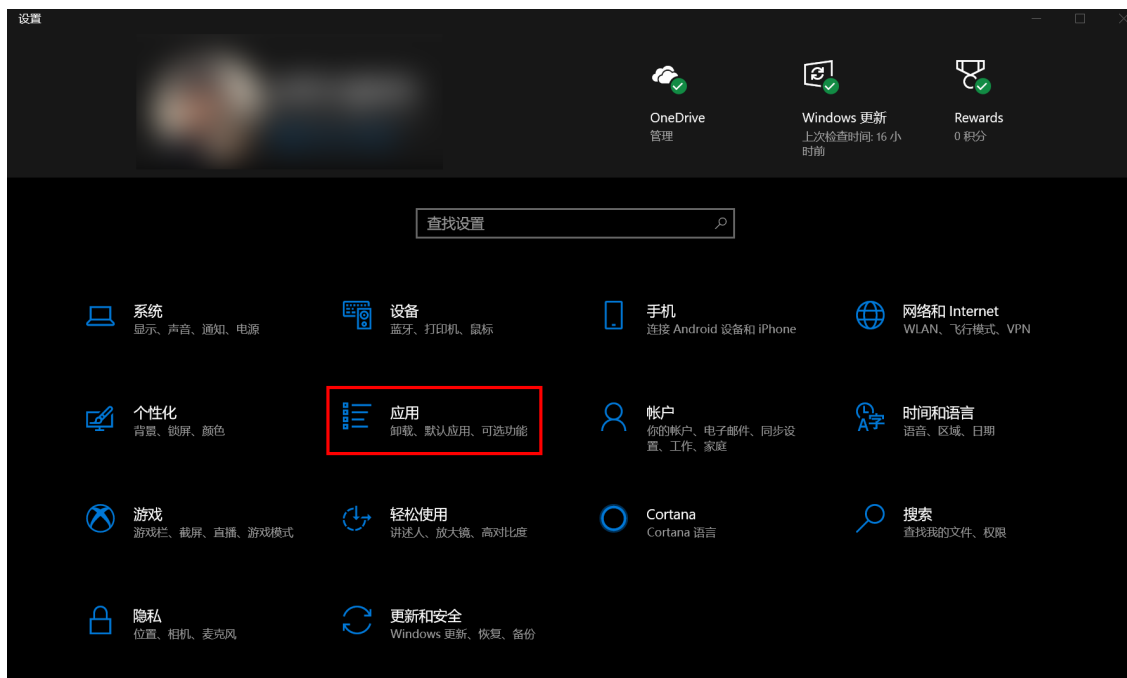 设置
OneDrive
管理
Windows 更新
上次检查时间: 16 小
时前
Rewards
0 积分
查找设置
系统
显示、声音、通知、电源
设备
蓝牙、打印机、鼠标
手机
连接 Android 设备和 iPhone
网络和 Internet
WLAN、飞行模式、VPN
个性化
背景、锁屏、颜色
应用
卸载、默认应用、可选功能
帐户
你的帐户、电子邮件、同步设
置、工作、家庭
时间和语言
语音、区域、日期
游戏
游戏栏、截屏、直播、游戏模式
轻松使用
讲述人、放大镜、高对比度
Cortana
Cortana 语言
搜索
查找我的文件、权限
隐私
位置、相机、麦克风
更新和安全
Windows 更新、恢复、备份